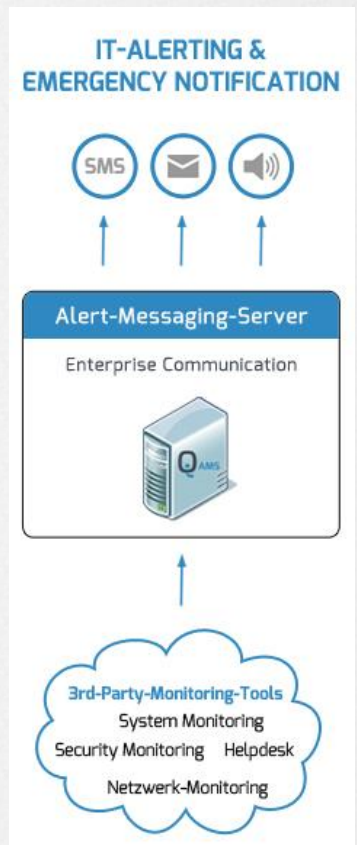 IT-ALERTING &
EMERGENCY NOTIFICATION
SMS
Alert-Messaging-Server
Enterprise Communication
Q AMS
3rd-Party-Monitoring-Tools
System Monitoring
Security Monitoring Helpdesk
Netzwerk-Monitoring